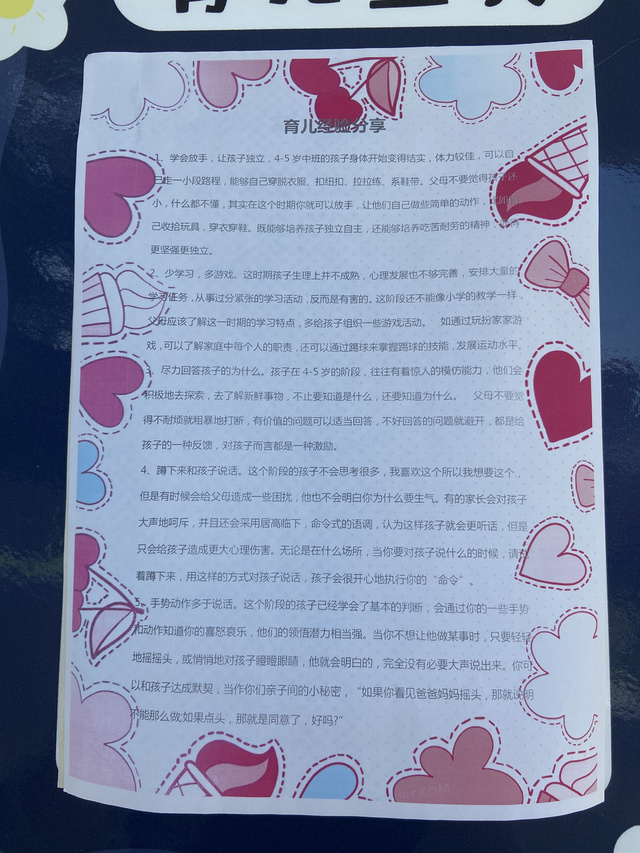 育儿经验分享
1、学会放手，让孩子独立，4-5 岁中班的孩子身体开始变得结实，体力较佳，可以自
走一小段路程，能够自己穿脱衣服、扣纽扣、拉拉练、系鞋带。父母不要觉得孩子还
小，什么都不懂，其实在这个时期你就可以放手，让他们自己做些简单的动作，
己收拾玩具，穿衣穿鞋。既能够培养孩子独立自主，还能够培养吃苦耐劳的精神，
更坚强更独立。
2、少学习，多游戏。这时期孩子生理上并不成熟，心理发展也不够完善，安排大量的
学习任务，从事过分紧张的学习活动，反而是有害的。这阶段还不能像小学的教学一样，
父母应该了解这一时期的学习特点，多给孩子组织一些游戏活动。 如通过玩扮家家游
戏，可以了解家庭中每个人的职责，还可以通过踢球来掌握踢球的技能，发展运动水平。
3、尽力回答孩子的为什么。孩子在 4-5 岁的阶段，往往有着惊人的模仿能力，他们会
积极地去探索，去了解新鲜事物，不止要知道是什么，还要知道为什么。 父母不要觉
得不耐烦就粗暴地打断，有价值的问题可以适当回答，不好回答的问题就避开，都是给
孩子的一种反馈，对孩子而言都是一种激励。
4、蹲下来和孩子说话。这个阶段的孩子不会思考很多，我喜欢这个所以我想要这个，
但是有时候会给父母造成一些困扰，他也不会明白你为什么要生气。有的家长会对孩子
大声地呵斥，并且还会采用居高临下，命令式的语调，认为这样孩子就会更听话，但是
只会给孩子造成更大心理伤害。无论是在什么场所，当你要对孩子说什么的时候，请试
着蹲下来，用这样的方式对孩子说话，孩子会很开心地执行你的“命令”。
5、手势动作多于说话。这个阶段的孩子已经学会了基本的判断，会通过你的一些手势
和动作知道你的喜怒哀乐，他们的领悟潜力相当强。当你不想让他做某事时，只要轻轻
地摇摇头，或悄悄地对孩子瞪瞪眼睛，他就会明白的，完全没有必要大声说出来。你可
以和孩子达成默契，当作你们亲子间的小秘密，“如果你看见爸爸妈妈摇头，那就说明
不能那么做;如果点头，那就是同意了，好吗?”